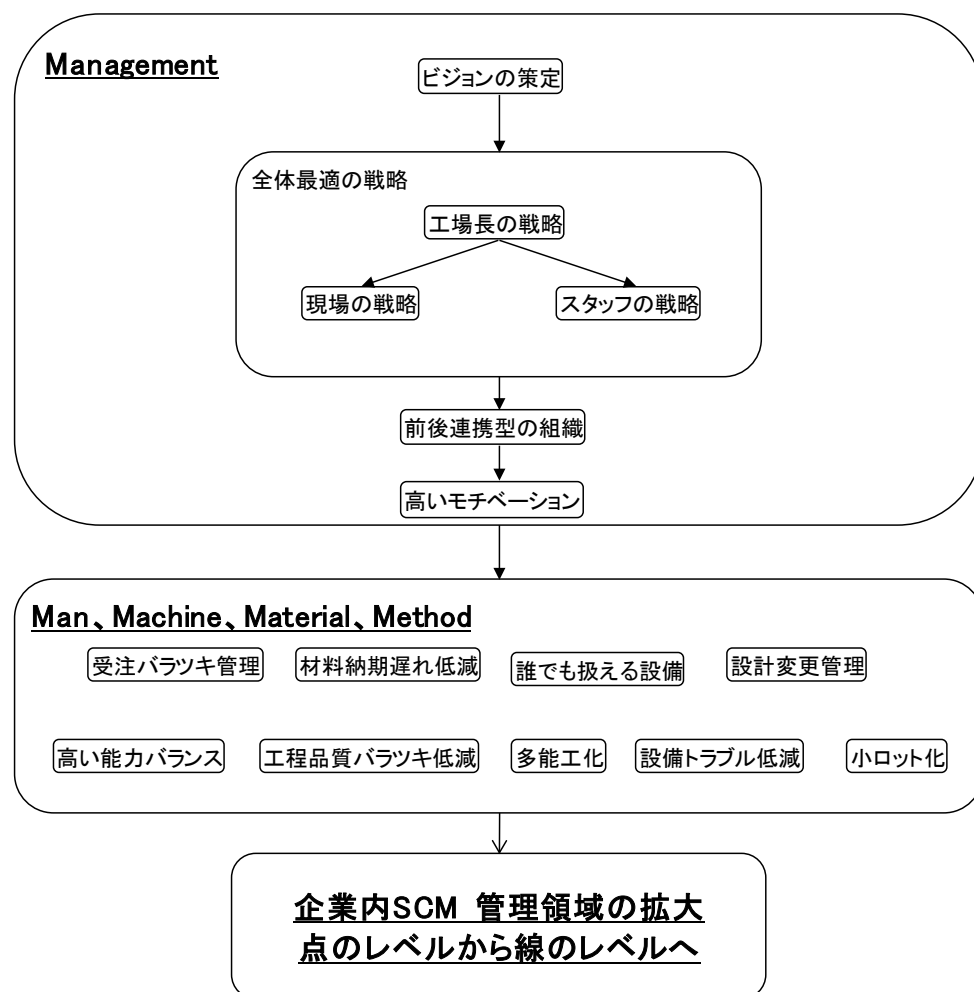 Management
ビジョンの策定
全体最適の戦略
工場長の戦略
現場の戦略
スタッフの戦略
前後連携型の組織
高いモチベーション
Man、Machine、Material、Method
受注バラツキ管理
材料納期遅れ低減
誰でも扱える設備
設計変更管理
高い能力バランス
工程品質バラツキ低減
多能工化
設備トラブル低減
小ロット化
企業内SCM 管理領域の拡大
点のレベルから線のレベルへ